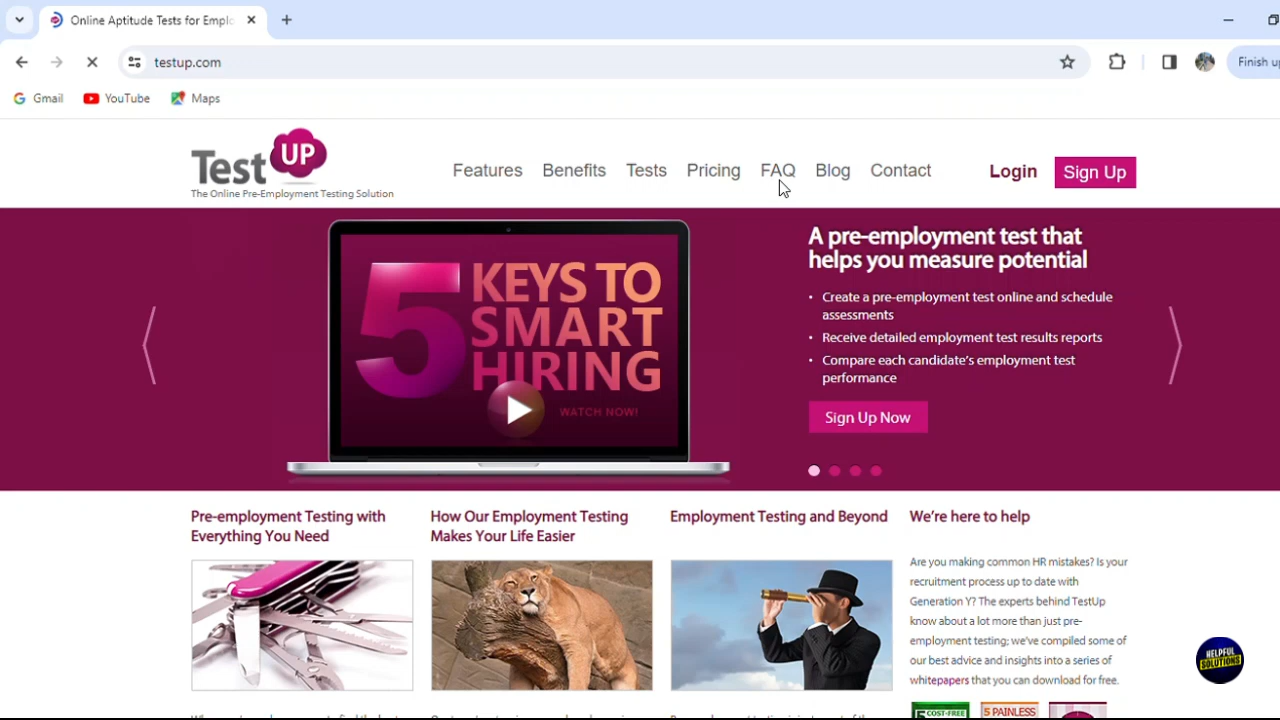 Online Aptitude Tests for Emplo
testup.com
Finish u
Gmail
YouTube
Maps
Test UP
The Online Pre-Employment Testing Solution
Features
Benefits
Tests
Pricing
FAQ
Blog
Contact
Login
Sign Up
5 KEYS TO
SMART
HIRING
WATCH NOW!
A pre-employment test that
helps you measure potential
• Create a pre-employment test online and schedule
assessments
• Receive detailed employment test results reports
• Compare each candidate's employment test
performance
Sign Up Now
Pre-employment Testing with
Everything You Need
How Our Employment Testing
Makes Your Life Easier
Employment Testing and Beyond
We're here to help
Are you making common HR mistakes? Is your
recruitment process up to date with
Generation Y? The experts behind TestUp
know about a lot more than just pre-
employment testing; we've compiled some of
our best advice and insights into a series of
whitepapers that you can download for free.
HELPFUL
SOLUTIONS
5 COST-FREE
5 PAINLESS